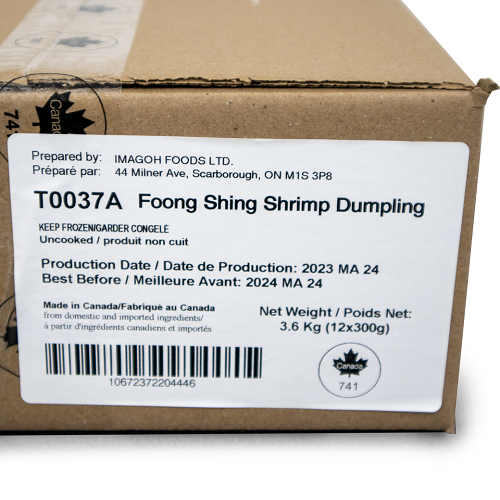 Canada
741
Prepared by: IMAGOH FOODS LTD.
Préparé par: 44 Milner Ave, Scarborough, ON M1S 3P8
T0037A Foong Shing Shrimp Dumpling
KEEP FROZEN/GARDER CONGELÉ
Uncooked / produit non cuit
Production Date / Date de Production: 2023 MA 24
Best Before / Meilleure Avant: 2024 MA 24
Made in Canada/Fabriqué au Canada
from domestic and imported ingredients/
à partir d'ingrédients canadiens et importés
Net Weight / Poids Net:
3.6 Kg (12x300g)
10672372204446
Canada
741